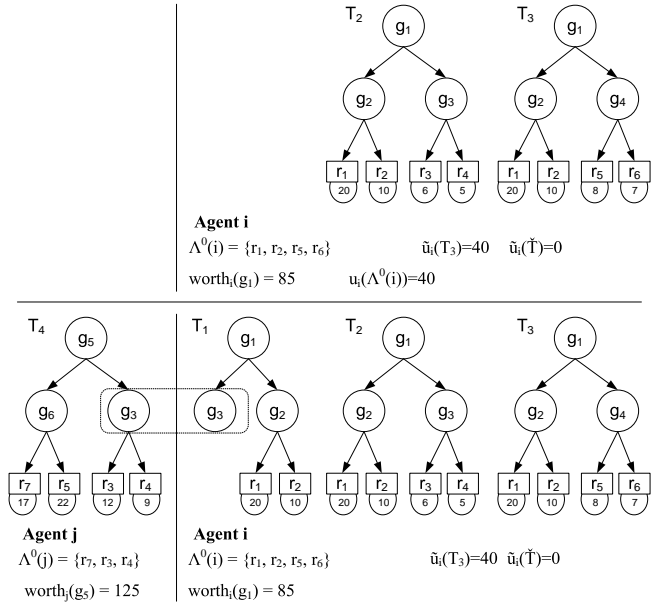 T₂ g₁ T₃ g₁
g₂ g₃ g₂ g₄
r₁ r₂ r₃ r₄ r₁ r₂ r₅ r₆
20 10 6 5 20 10 8 7
Agent i
Λ⁰(i) = {r₁, r₂, r₅, r₆} ũᵢ(T₃)=40 ũᵢ(Ť)=0
worthᵢ(g₁) = 85 uᵢ(Λ⁰(i))=40
T₄ g₅ T₁ g₁ T₂ g₁ T₃ g₁
g₆ g₃ g₃ g₂ g₂ g₃ g₂ g₄
r₇ r₅ r₃ r₄ r₁ r₂ r₁ r₂ r₃ r₄ r₁ r₂ r₅ r₆
17 22 12 9 20 10 20 10 6 5 20 10 8 7
Agent j Agent i
Λ⁰(j) = {r₇, r₃, r₄} Λ⁰(i) = {r₁, r₂, r₅, r₆} ũᵢ(T₃)=40 ũᵢ(Ť)=0
worthⱼ(g₅) = 125 worthᵢ(g₁) = 85